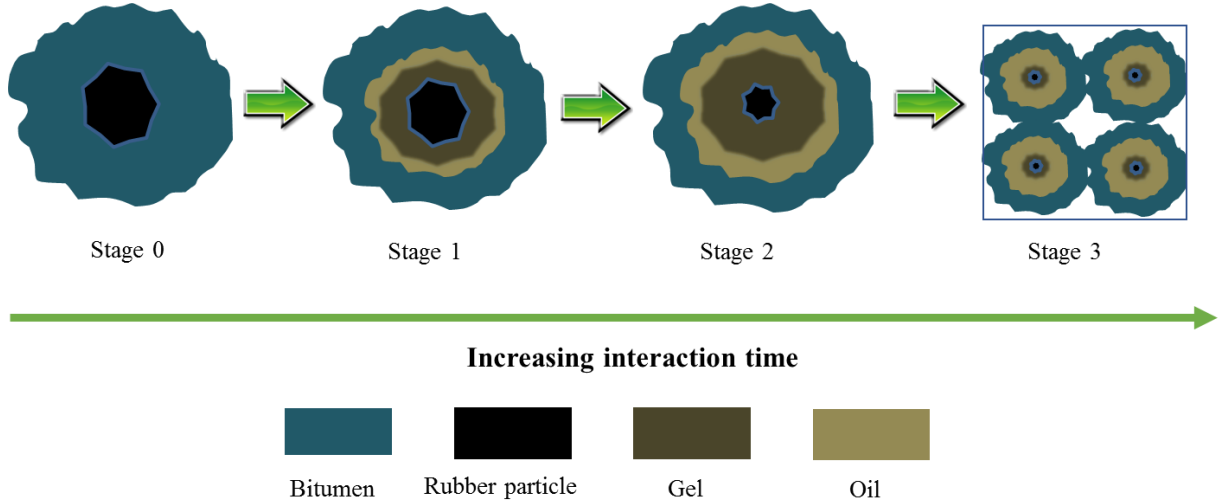 Stage 0
Stage 1
Stage 2
Stage 3
Increasing interaction time
Bitumen
Rubber particle
Gel
Oil